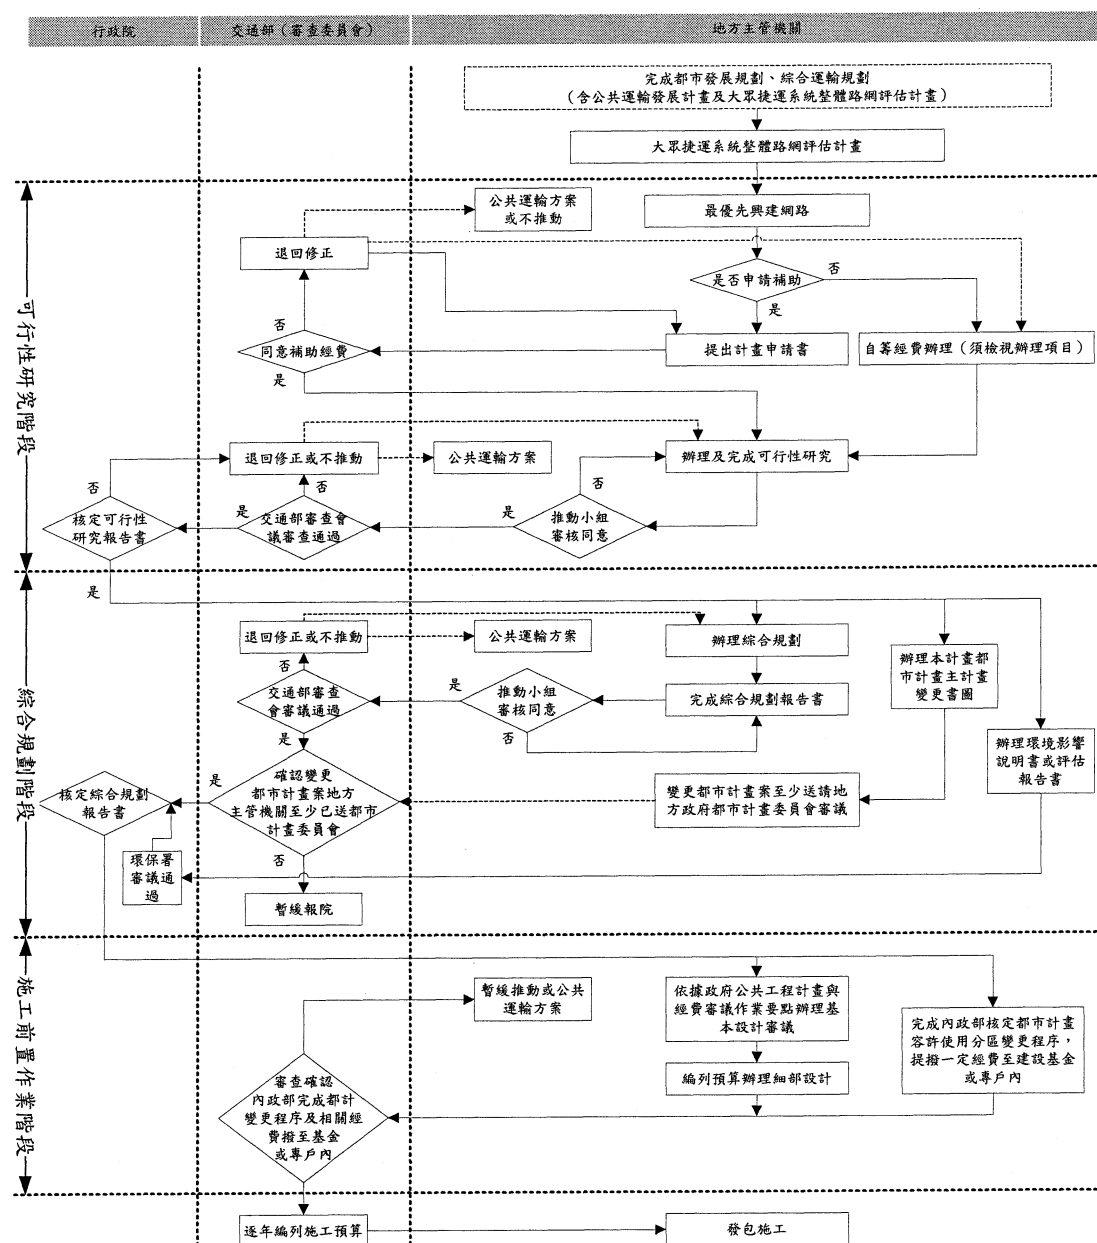 行政院
交通部（審查委員會）
地方主管機關
完成都市發展規劃、綜合運輸規劃
（含公共運輸發展計畫及大眾捷運系統整體路網評估計畫）
大眾捷運系統整體路網評估計畫
可行性研究階段
公共運輸方案
或不推動
最優先興建網路
退回修正
是否申請補助
否
是
否
同意補助經費
提出計畫申請書
自籌經費辦理（須檢視辦理項目）
是
退回修正或不推動
公共運輸方案
辦理及完成可行性研究
否
否
否
核定可行性
研究報告書
是
交通部審查會
議審查通過
是
推動小組
審核同意
綜合規劃階段
是
退回修正或不推動
公共運輸方案
辦理綜合規劃
辦理本計畫都
市計畫主計畫
變更書圖
否
交通部審查
會審議通過
是
推動小組
審核同意
完成綜合規劃報告書
是
否
辦理環境影響
說明書或評估
報告書
核定綜合規劃
報告書
是
確認變更
都市計畫案地方
主管機關至少已送都市
計畫委員會
變更都市計畫案至少送請地
方政府都市計畫委員會審議
環保署
審議通
過
否
暫緩報院
施工前置作業階段
暫緩推動或公共
運輸方案
依據政府公共工程計畫與
經費審議作業要點辦理基
本設計審議
完成內政部核定都市計畫
容許使用分區變更程序，
提撥一定經費至建設基金
或專戶內
編列預算辦理細部設計
審查確認
內政部完成都計
變更程序及相關經
費撥至基金
或專戶內
逐年編列施工預算
發包施工